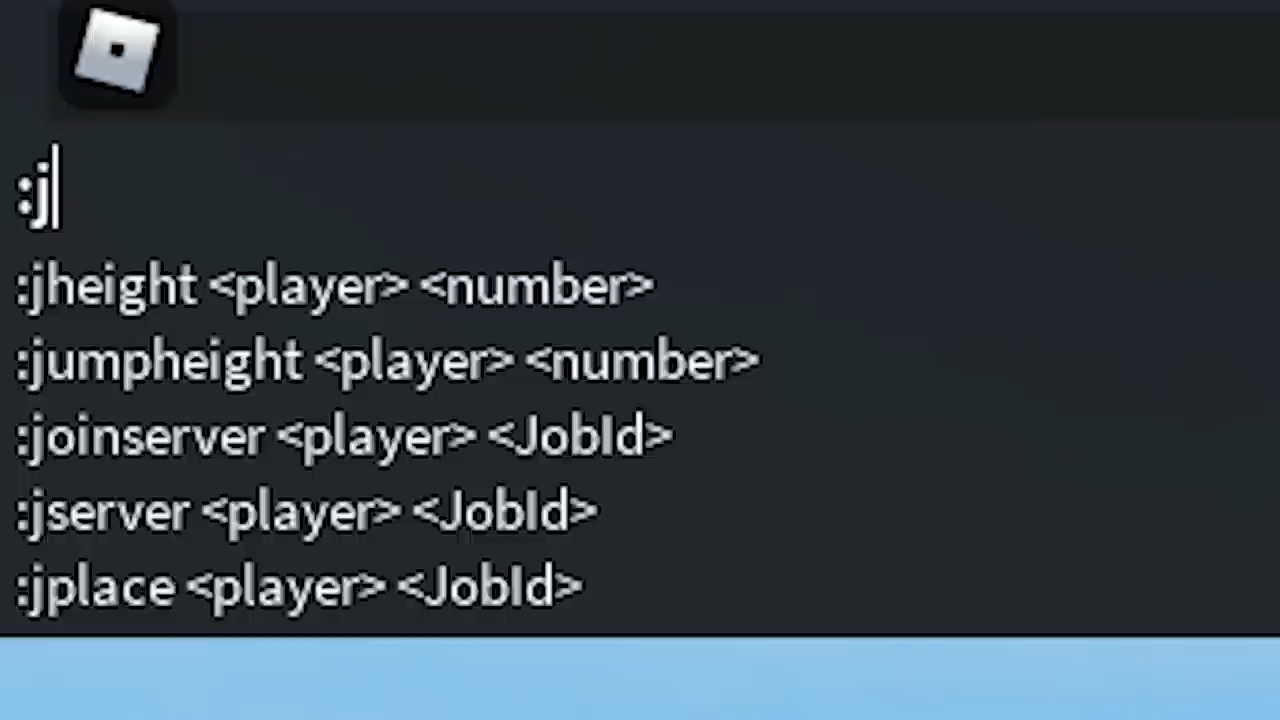 :j
:jheight <player> <number>
:jumpheight <player> <number>
:joinserver <player> <JobId>
:jserver <player> <JobId>
:jplace <player> <JobId>